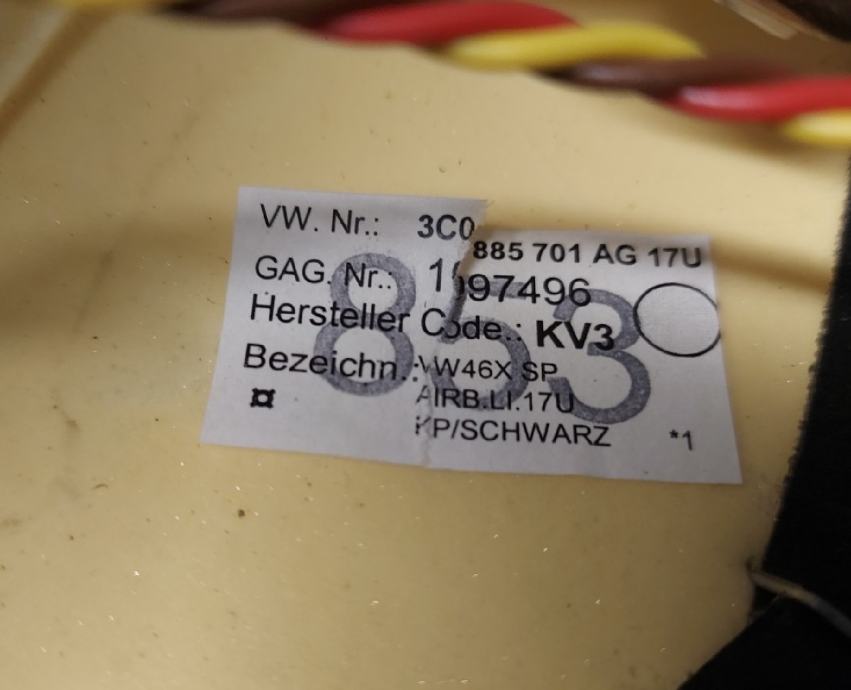 VW. Nr.: 3C0 885 701 AG 17U
GAG. Nr.:
Hersteller Code.: KV3
Bezeichn.: VW46X SP
AIRB.LI.17U
KP/SCHWARZ *1
853